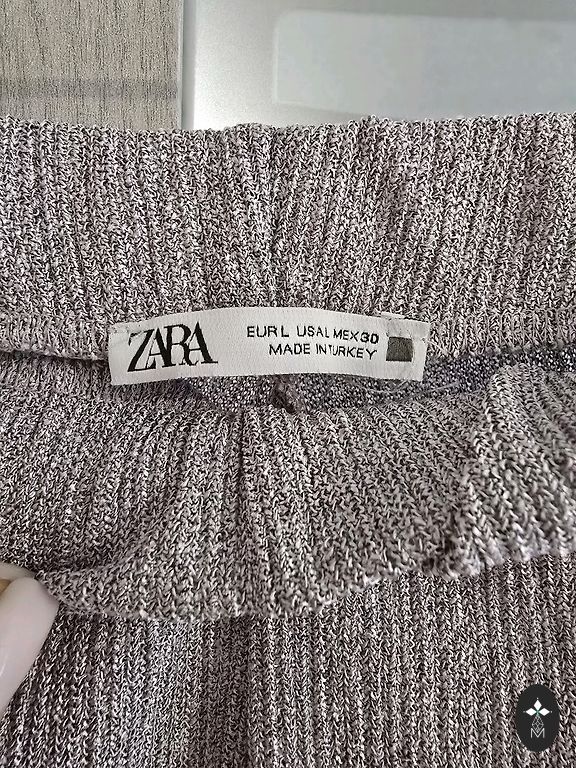 ZARA
EUR L USA L MEX 30
MADE IN TURKEY
M